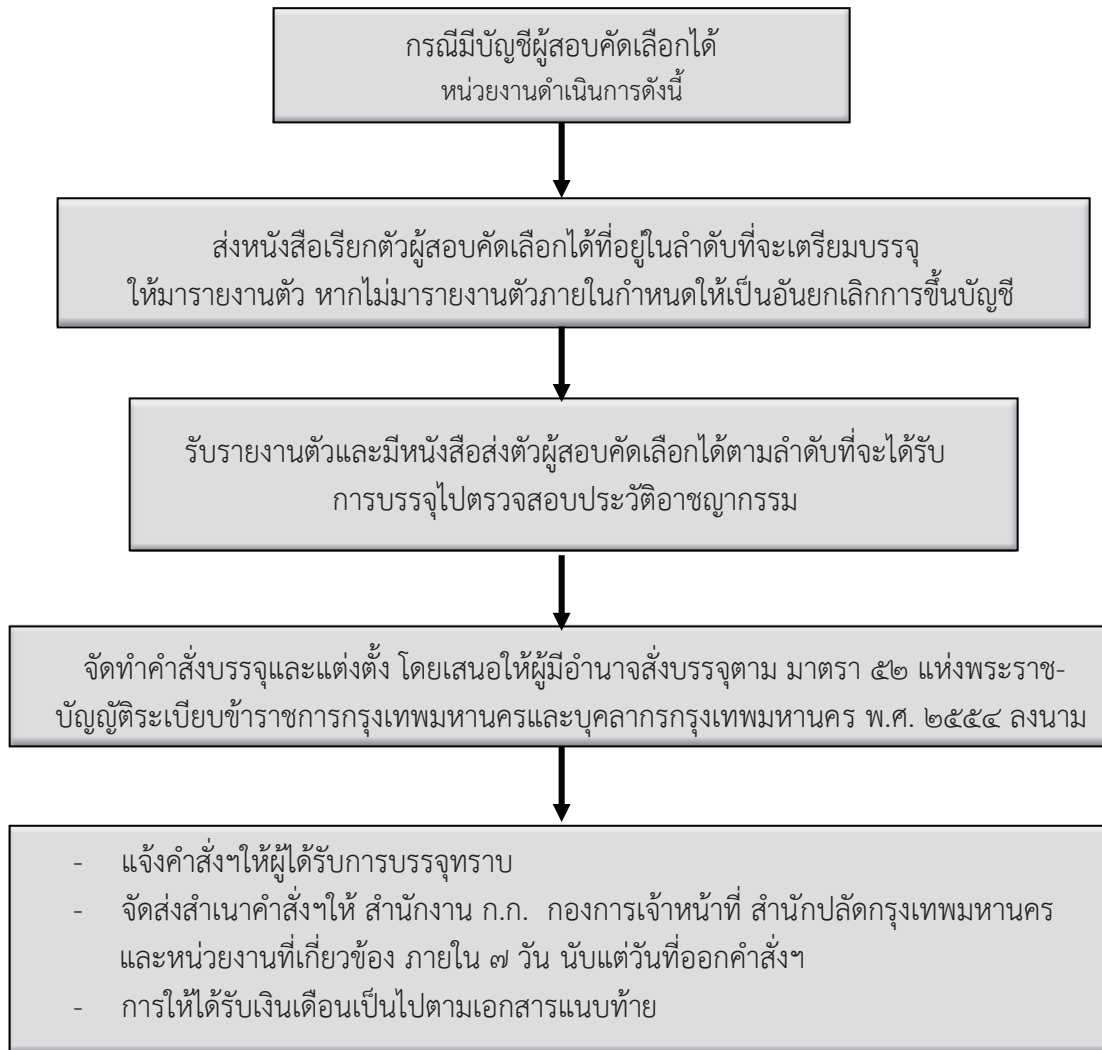 กรณีมีบัญชีผู้สอบคัดเลือกได้
หน่วยงานดำเนินการดังนี้
ส่งหนังสือเรียกตัวผู้สอบคัดเลือกได้ที่อยู่ในลำดับที่จะเตรียมบรรจุ
ให้มารายงานตัว หากไม่มารายงานตัวภายในกำหนดให้เป็นอันยกเลิกการขึ้นบัญชี
รับรายงานตัวและมีหนังสือส่งตัวผู้สอบคัดเลือกได้ตามลำดับที่จะได้รับ
การบรรจุไปตรวจสอบประวัติอาชญากรรม
จัดทำคำสั่งบรรจุและแต่งตั้ง โดยเสนอให้ผู้มีอำนาจสั่งบรรจุตาม มาตรา ๕๒ แห่งพระราช-
บัญญัติระเบียบข้าราชการกรุงเทพมหานครและบุคลากรกรุงเทพมหานคร พ.ศ. ๒๕๕๔ ลงนาม
- แจ้งคำสั่งฯให้ผู้ได้รับการบรรจุทราบ
- จัดส่งสำเนาคำสั่งฯให้ สำนักงาน ก.ก. กองการเจ้าหน้าที่ สำนักปลัดกรุงเทพมหานคร
และหน่วยงานที่เกี่ยวข้อง ภายใน ๗ วัน นับแต่วันที่ออกคำสั่งฯ
- การให้ได้รับเงินเดือนเป็นไปตามเอกสารแนบท้าย